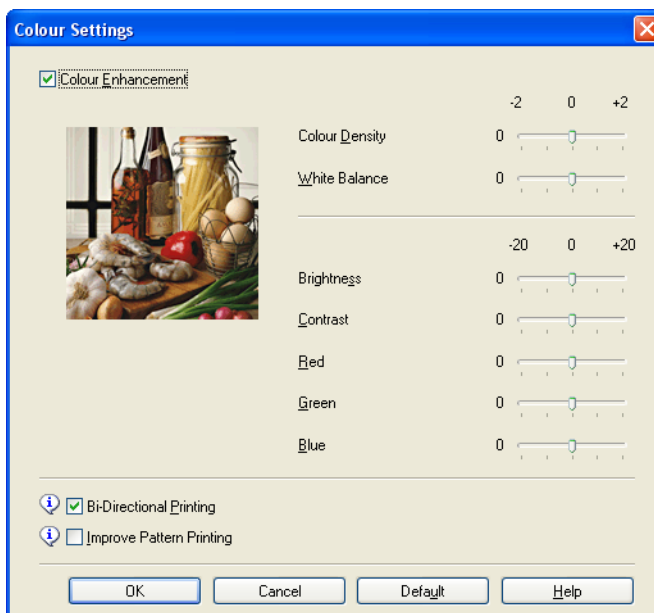 Colour Settings
Colour Enhancement
-2 0 +2
Colour Density 0
White Balance 0
-20 0 +20
Brightness 0
Contrast 0
Red 0
Green 0
Blue 0
Bi-Directional Printing
Improve Pattern Printing
OK Cancel Default Help